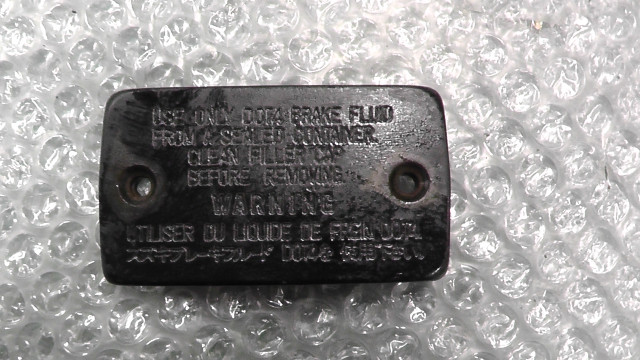 USE ONLY DOT4 BRAKE FLUID
FROM A SEALED CONTAINER.
CLEAN FILLER CAP
BEFORE REMOVING.
WARNING
UTILISER DU LIQUIDE DE FREIN DOT4
スズキブレーキフルード DOT4を使用下さい